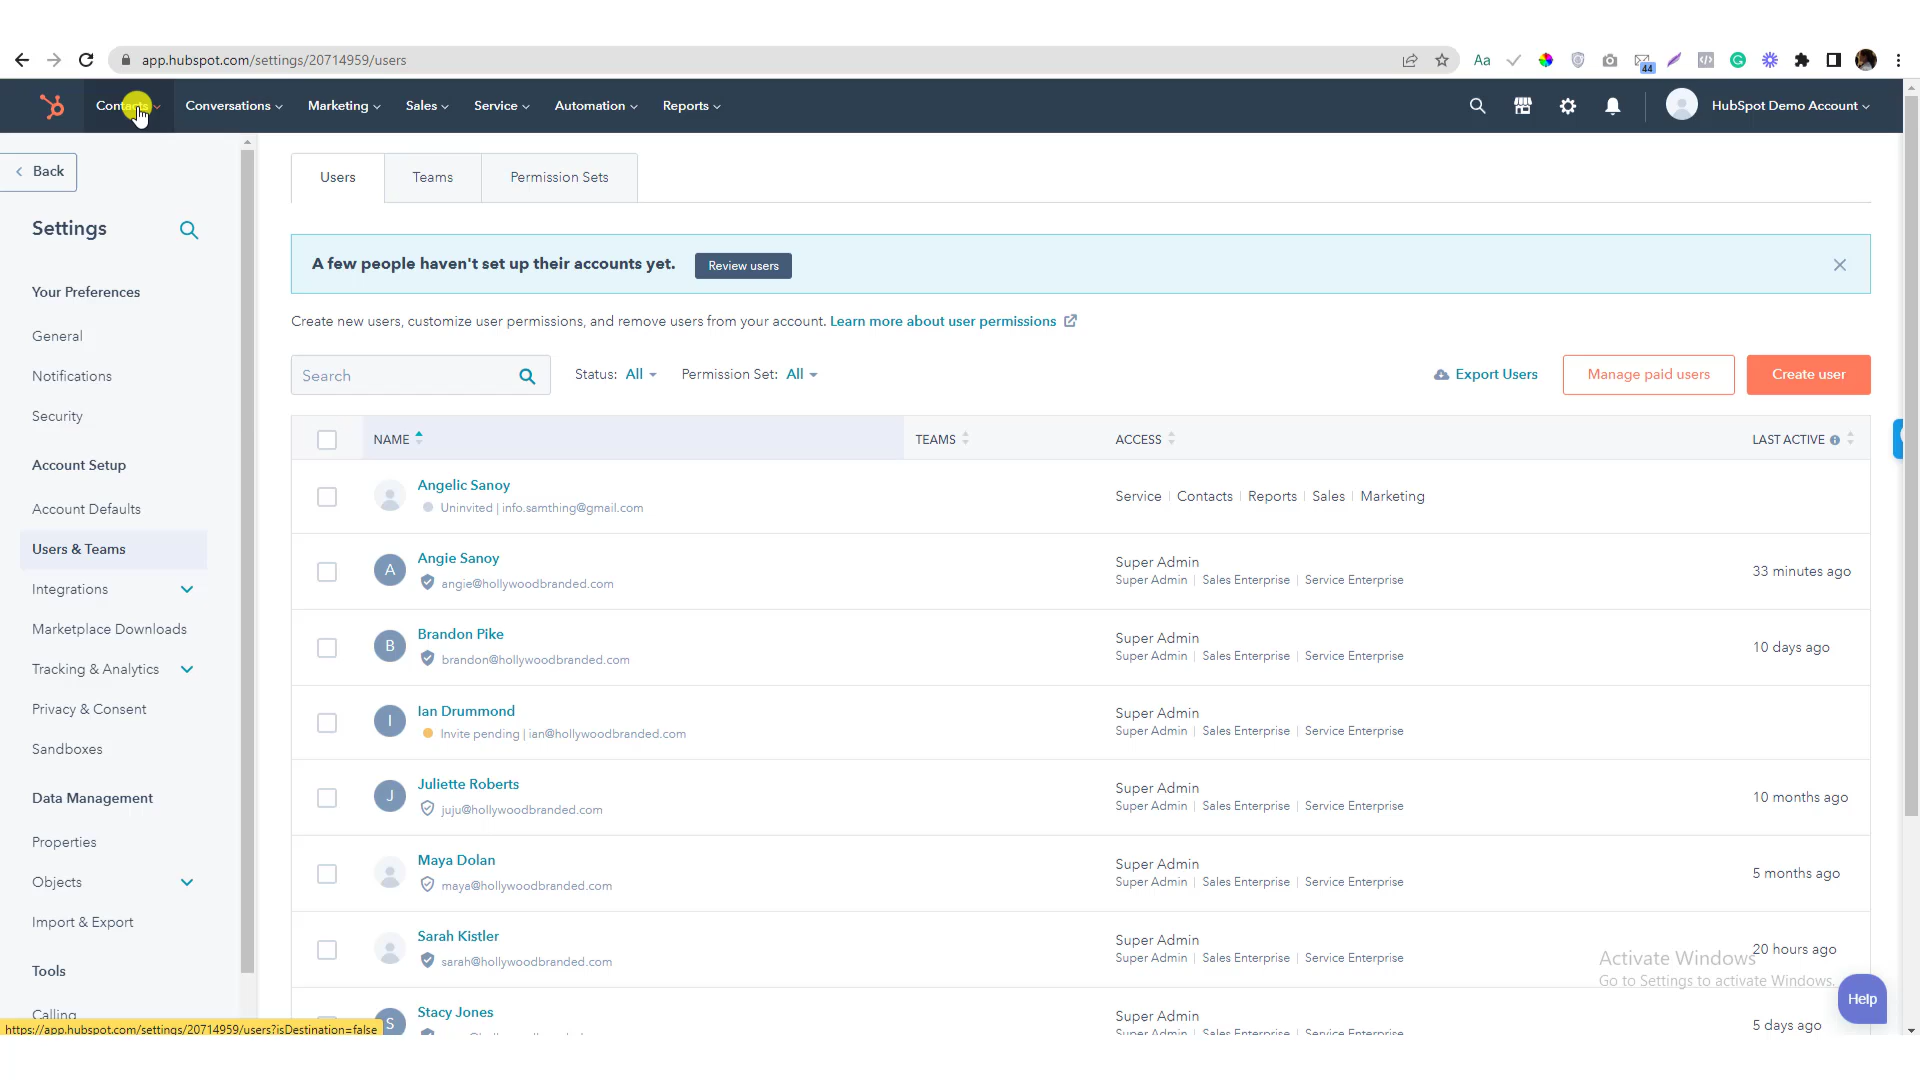 app.hubspot.com/settings/20714959/users
Aa
44
Contacts Conversations Marketing Sales Service Automation Reports HubSpot Demo Account
Back
Settings
Your Preferences
General
Notifications
Security
Account Setup
Account Defaults
Users & Teams
Integrations
Marketplace Downloads
Tracking & Analytics
Privacy & Consent
Sandboxes
Data Management
Properties
Objects
Import & Export
Tools
Calling
https://app.hubspot.com/settings/20714959/users?isDestination=false
Users Teams Permission Sets
A few people haven't set up their accounts yet. Review users
Create new users, customize user permissions, and remove users from your account. Learn more about user permissions
Search Status: All Permission Set: All Export Users Manage paid users Create user
NAME TEAMS ACCESS LAST ACTIVE
Angelic Sanoy
Uninvited | info.samthing@gmail.com
Service | Contacts | Reports | Sales | Marketing
A
Angie Sanoy
angie@hollywoodbranded.com
Super Admin
Super Admin | Sales Enterprise | Service Enterprise
33 minutes ago
B
Brandon Pike
brandon@hollywoodbranded.com
Super Admin
Super Admin | Sales Enterprise | Service Enterprise
10 days ago
I
Ian Drummond
Invite pending | ian@hollywoodbranded.com
Super Admin
Super Admin | Sales Enterprise | Service Enterprise
J
Juliette Roberts
juju@hollywoodbranded.com
Super Admin
Super Admin | Sales Enterprise | Service Enterprise
10 months ago
Maya Dolan
maya@hollywoodbranded.com
Super Admin
Super Admin | Sales Enterprise | Service Enterprise
5 months ago
Sarah Kistler
sarah@hollywoodbranded.com
Super Admin
Super Admin | Sales Enterprise | Service Enterprise
20 hours ago
S
Stacy Jones
Super Admin
Super Admin | Sales Enterprise | Service Enterprise
5 days ago
Activate Windows
Go to Settings to activate Windows.
Help